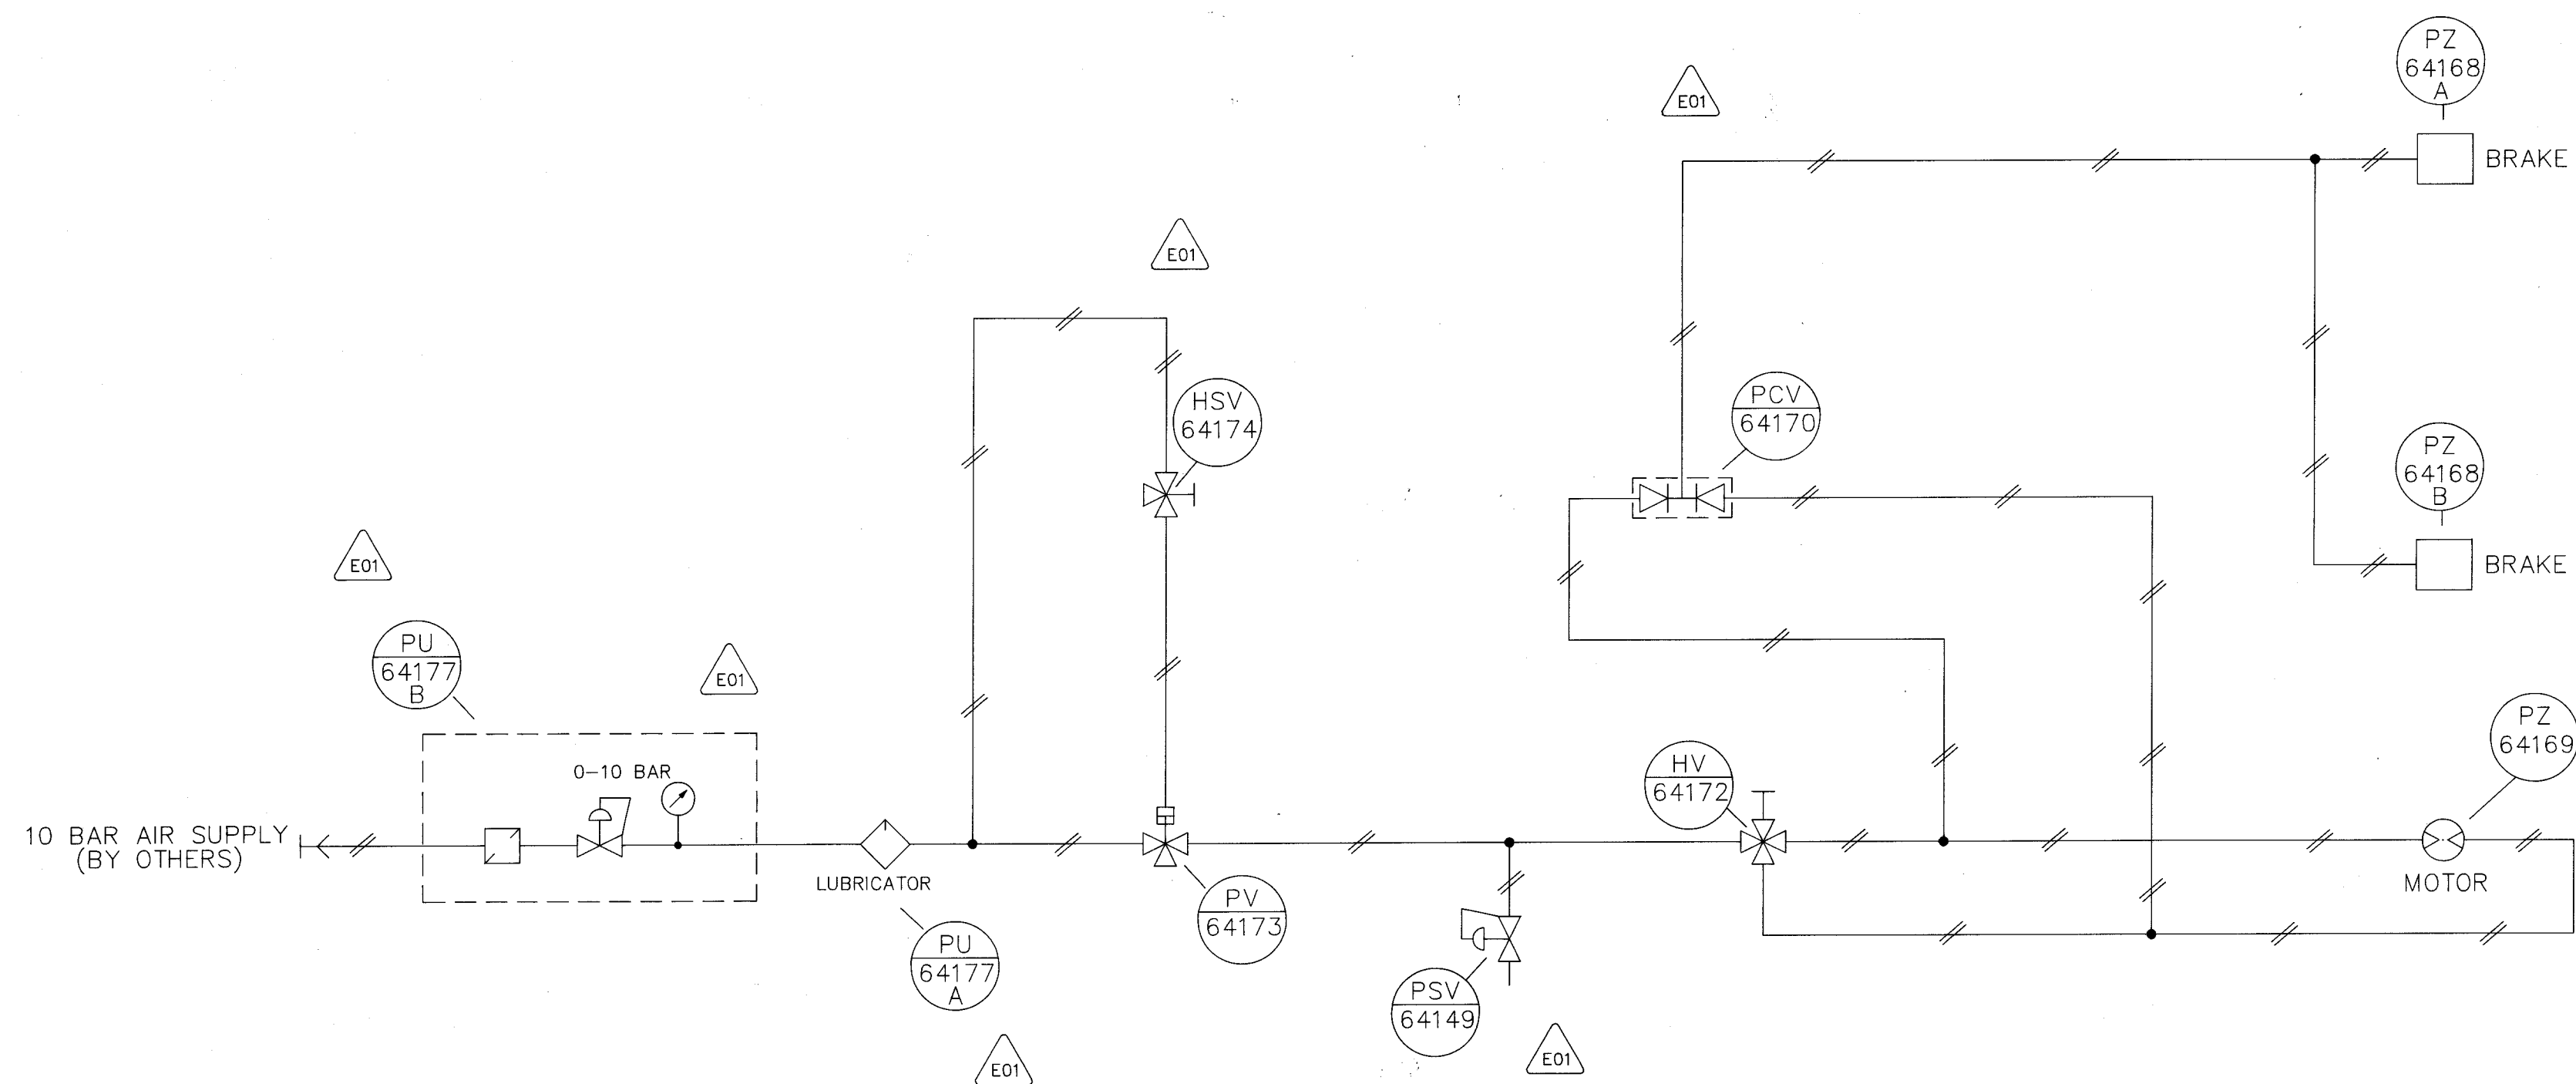 PZ
64168
A
E01
BRAKE
E01
HSV
64174
PCV
64170
PZ
64168
B
BRAKE
E01
PU
64177
B
E01
0-10 BAR
10 BAR AIR SUPPLY
(BY OTHERS)
LUBRICATOR
PU
64177
A
PV
64173
HV
64172
PZ
64169
MOTOR
PSV
64149
E01
E01